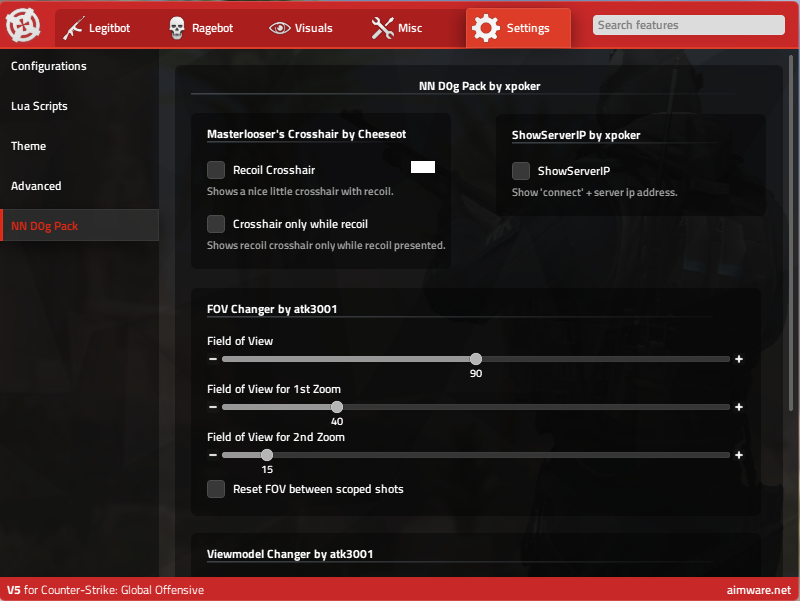 Legitbot
Ragebot
Visuals
Misc
Settings
Search features
Configurations
Lua Scripts
Theme
Advanced
NN D0g Pack
NN D0g Pack by xpoker
Masterlooser's Crosshair by Cheeseot
Recoil Crosshair
Shows a nice little crosshair with recoil.
Crosshair only while recoil
Shows recoil crosshair only while recoil presented.
ShowServerIP by xpoker
ShowServerIP
Show 'connect' + server ip address.
FOV Changer by atk3001
Field of View
90
Field of View for 1st Zoom
40
Field of View for 2nd Zoom
15
Reset FOV between scoped shots
Viewmodel Changer by atk3001
V5 for Counter-Strike: Global Offensive
aimware.net